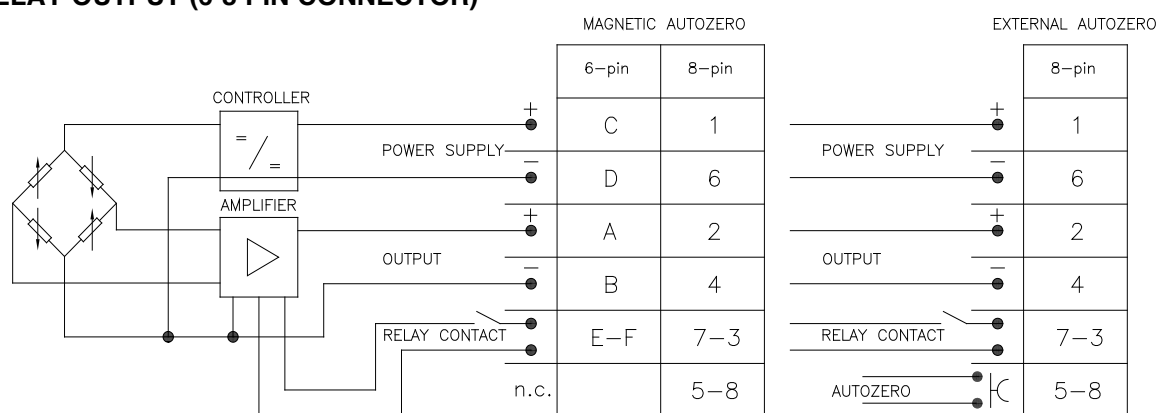 MAGNETIC AUTOZERO
EXTERNAL AUTOZERO
6-pin 8-pin 8-pin
CONTROLLER
= / =
+ C 1 + 1
POWER SUPPLY POWER SUPPLY
- D 6 - 6
AMPLIFIER
+ A 2 + 2
OUTPUT OUTPUT
- B 4 - 4
RELAY CONTACT E-F 7-3 RELAY CONTACT 7-3
n.c. 5-8 AUTOZERO 5-8